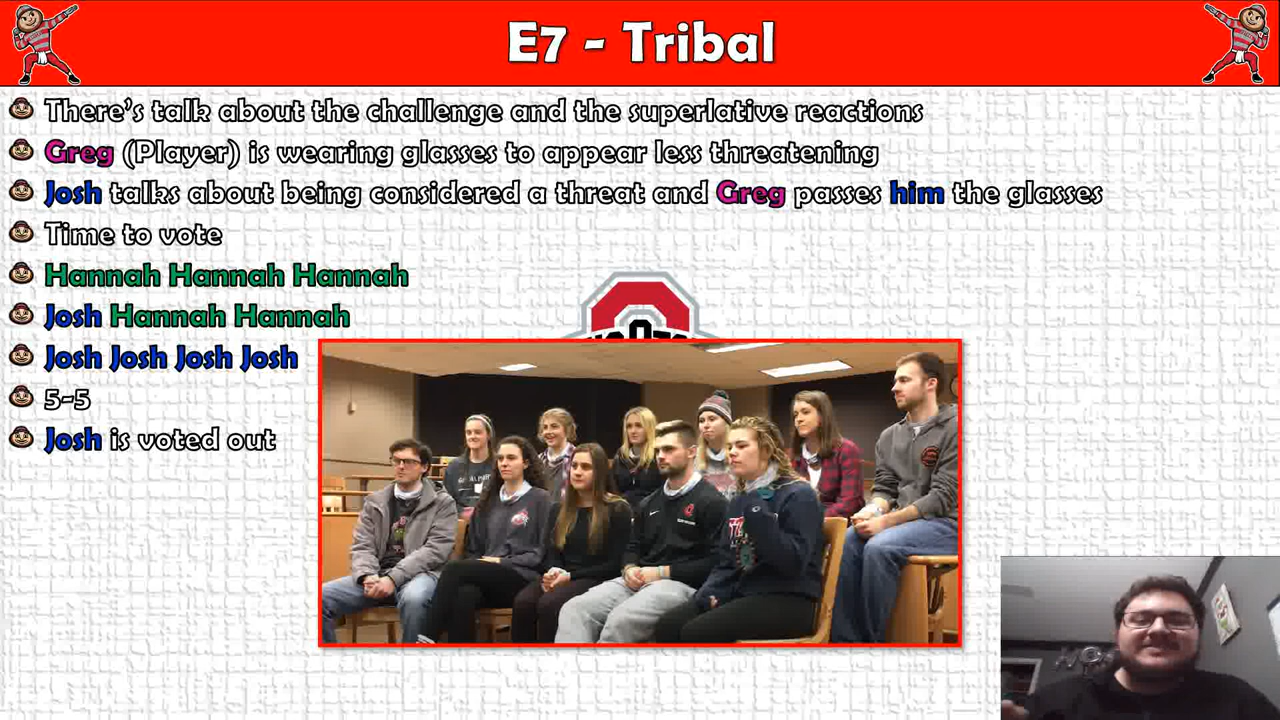 E7 - Tribal
There's talk about the challenge and the superlative reactions
Greg (Player) is wearing glasses to appear less threatening
Josh talks about being considered a threat and Greg passes him the glasses
Time to vote
Hannah Hannah Hannah
Josh Hannah Hannah
Josh Josh Josh Josh
5-5
Josh is voted out